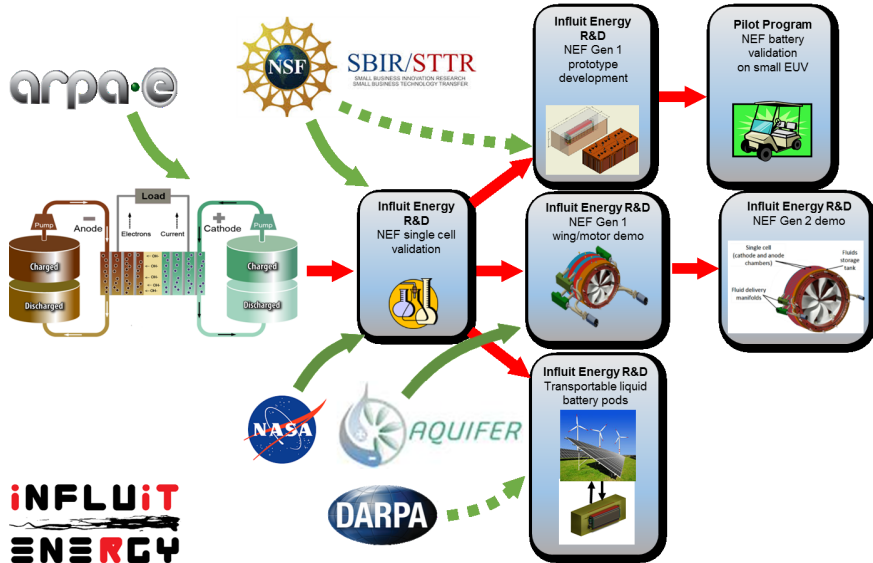 arpa·e
NSF
SBIR/STTR
SMALL BUSINESS INNOVATION RESEARCH
SMALL BUSINESS TECHNOLOGY TRANSFER
Influit Energy
R&D
NEF Gen 1
prototype
development
Pilot Program
NEF battery
validation
on small EUV
Load
Pump
Anode
Electrons
Current
Cathode
Pump
Charged
Discharged
OH-
OH-
OH-
OH-
Charged
Discharged
Influit Energy
R&D
NEF single cell
validation
Influit Energy R&D
NEF Gen 1
wing/motor demo
Influit Energy R&D
NEF Gen 2 demo
Single cell
(cathode and anode
chambers)
Fluids
storage
tank
Fluid delivery
manifolds
Influit Energy R&D
Transportable liquid
battery pods
NASA
AQUIFER
DARPA
iNFLUiT
ENERGY